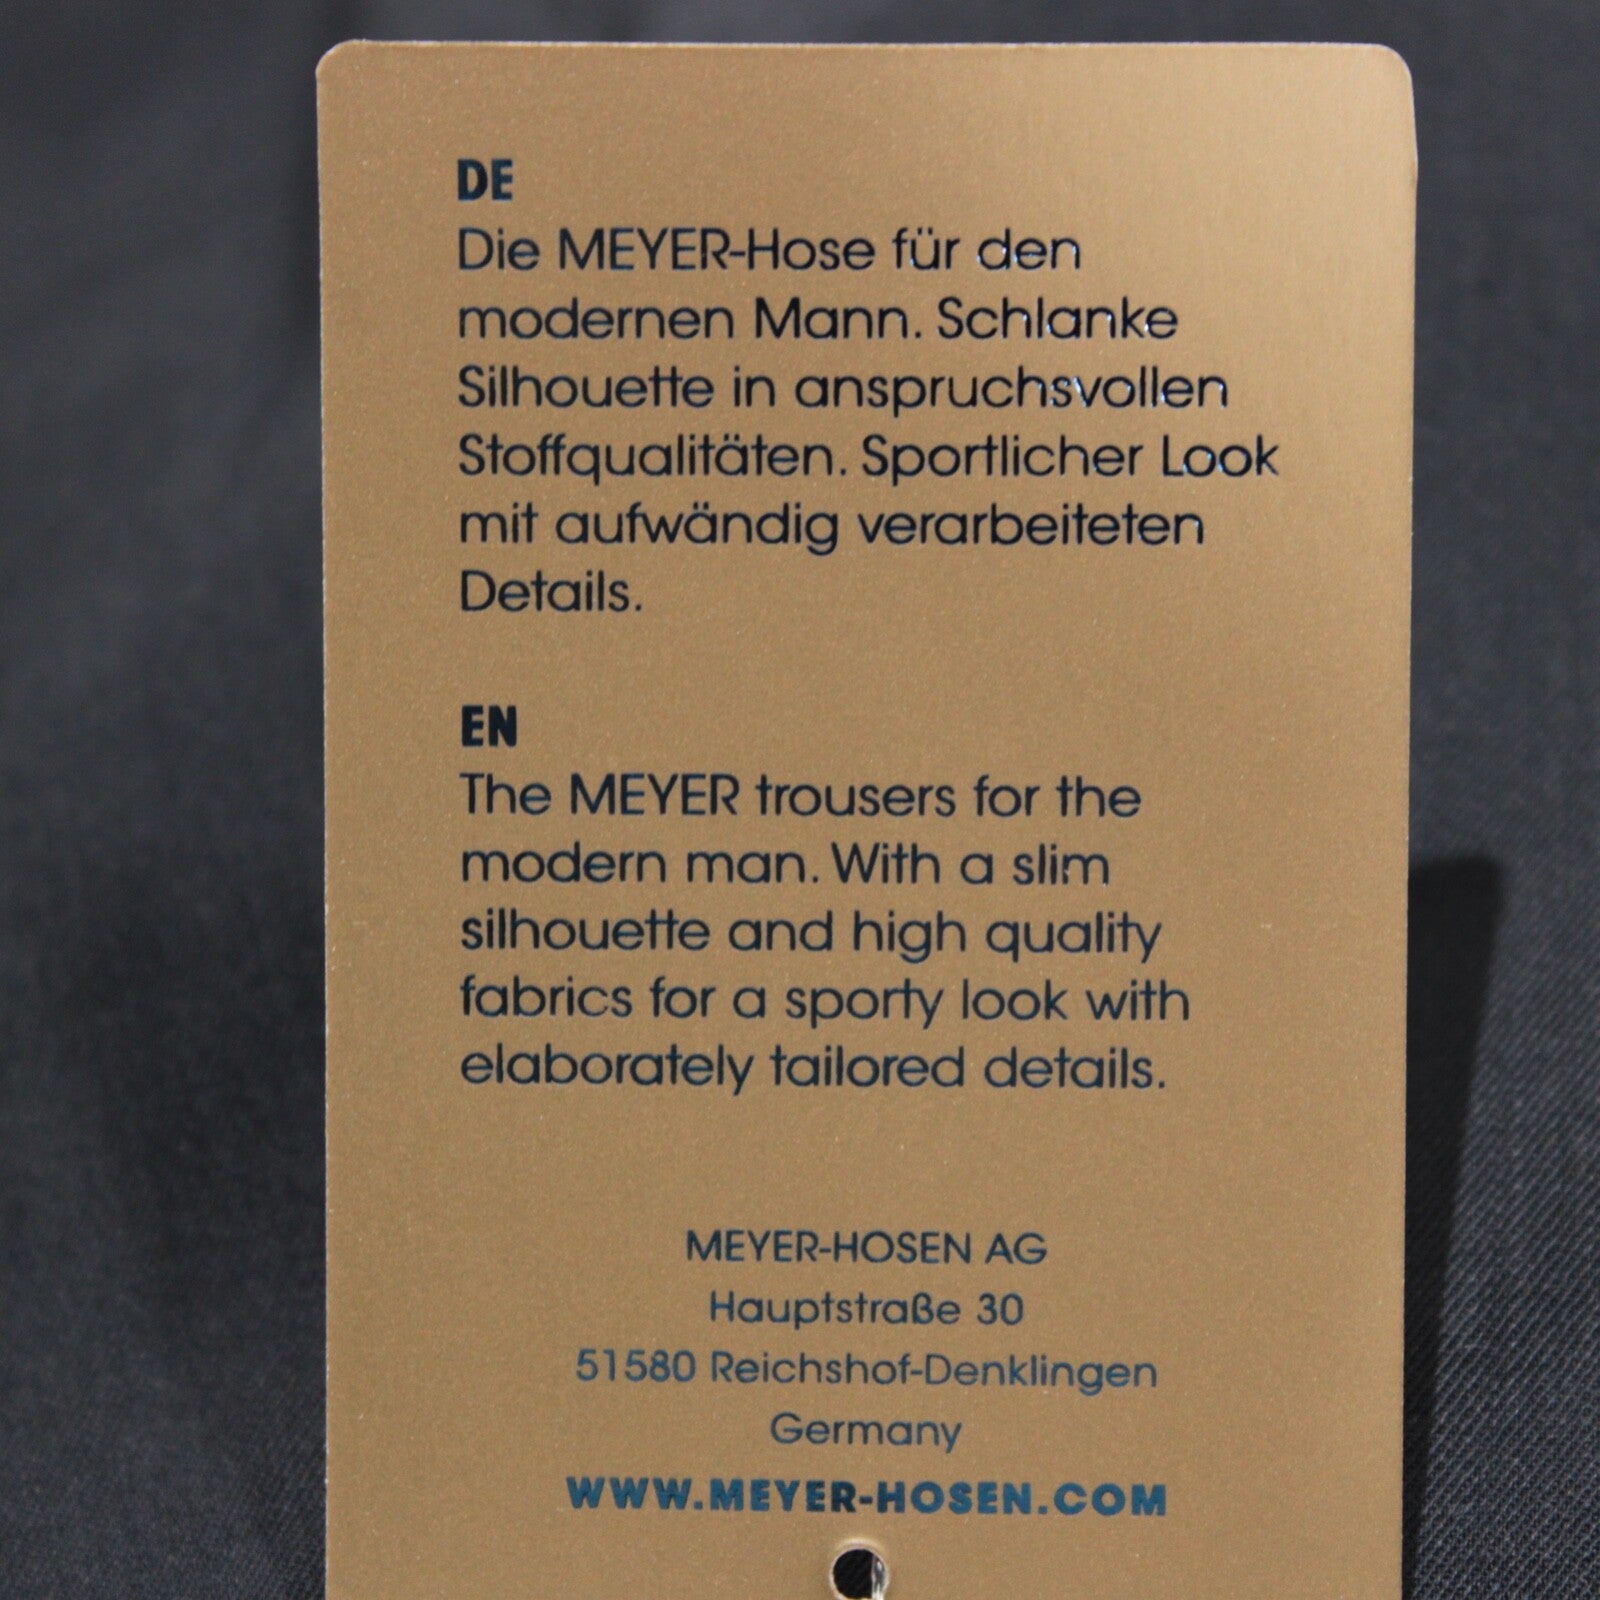 DE
Die MEYER-Hose für den
modernen Mann. Schlanke
Silhouette in anspruchsvollen
Stoffqualitäten. Sportlicher Look
mit aufwändig verarbeiteten
Details.
EN
The MEYER trousers for the
modern man. With a slim
silhouette and high quality
fabrics for a sporty look with
elaborately tailored details.
MEYER-HOSEN AG
Hauptstraße 30
51580 Reichshof-Denklingen
Germany
WWW.MEYER-HOSEN.COM